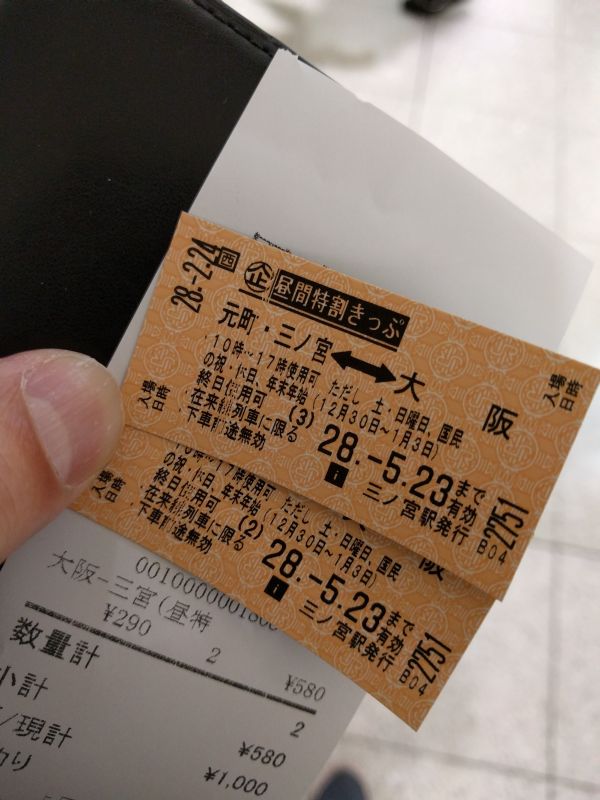 28.-2.24
西
企
昼間特割きっぷ
元町・三ノ宮↔大 阪
10時~17時使用可 ただし 土・日曜日、国民
の祝・休日、年末年始(12月30日~1月3日)
終日使用可
在来制列車に限る (3) 28.-5.23まで有効
下車前途無効
三ノ宮駅発行
2751
B04
入場時
日時
阪
10時~17時使用可 ただし 土・日曜日、国民
の祝・休日、年末年始(12月30日~1月3日)
終日使用可
在来制列車に限る (2) 28.-5.23まで有効
下車前途無効
三ノ宮駅発行
2751
B04
大阪-三宮(昼特
¥290 2 ¥580
数量計 2
小計 ¥580
/現計 ¥1,000